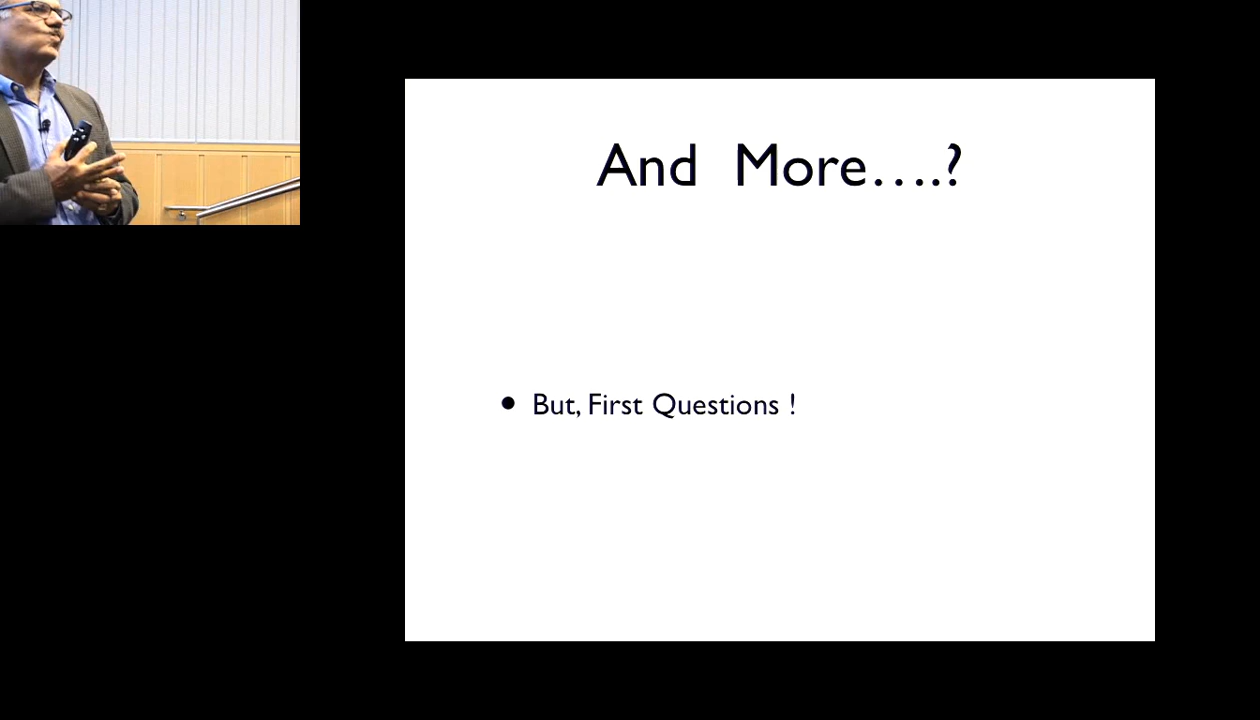 And More….?
• But, First Questions !